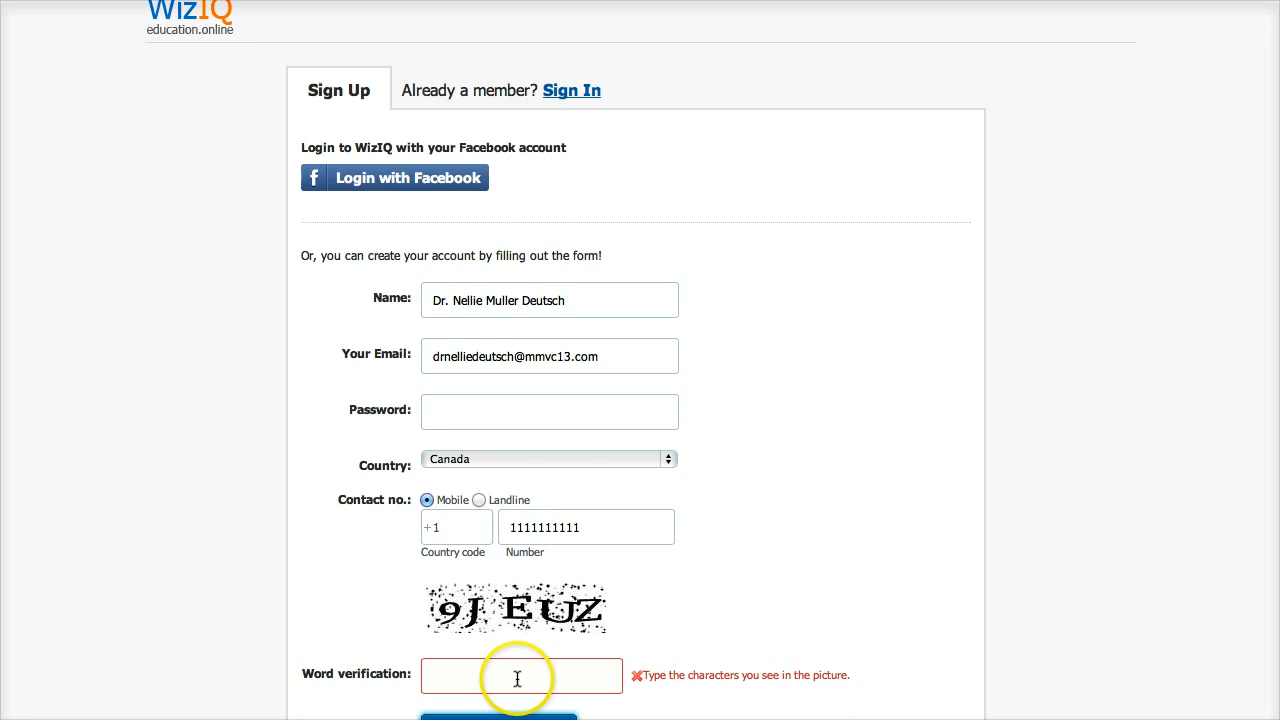 WizIQ
education.online
Sign Up Already a member? Sign In
Login to WizIQ with your Facebook account
f Login with Facebook
Or, you can create your account by filling out the form!
Name: Dr. Nellie Muller Deutsch
Your Email: drnelliedeutsch@mmvc13.com
Password:
Country: Canada
Contact no.: Mobile Landline
+1 1111111111
Country code Number
9J EUZ
Word verification: Type the characters you see in the picture.